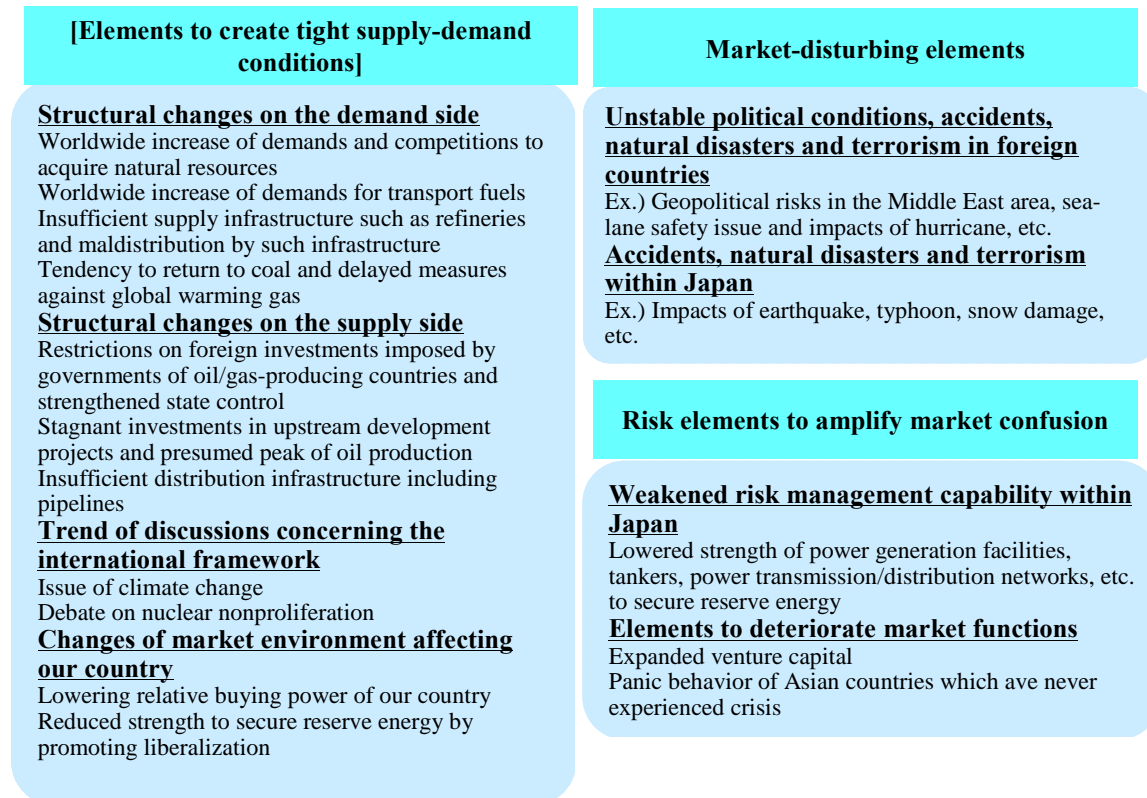 [Elements to create tight supply-demand
conditions]
Structural changes on the demand side
Worldwide increase of demands and competitions to
acquire natural resources
Worldwide increase of demands for transport fuels
Insufficient supply infrastructure such as refineries
and maldistribution by such infrastructure
Tendency to return to coal and delayed measures
against global warming gas
Structural changes on the supply side
Restrictions on foreign investments imposed by
governments of oil/gas-producing countries and
strengthened state control
Stagnant investments in upstream development
projects and presumed peak of oil production
Insufficient distribution infrastructure including
pipelines
Trend of discussions concerning the
international framework
Issue of climate change
Debate on nuclear nonproliferation
Changes of market environment affecting
our country
Lowering relative buying power of our country
Reduced strength to secure reserve energy by
promoting liberalization
Market-disturbing elements
Unstable political conditions, accidents,
natural disasters and terrorism in foreign
countries
Ex.) Geopolitical risks in the Middle East area, sea-
lane safety issue and impacts of hurricane, etc.
Accidents, natural disasters and terrorism
within Japan
Ex.) Impacts of earthquake, typhoon, snow damage,
etc.
Risk elements to amplify market confusion
Weakened risk management capability within
Japan
Lowered strength of power generation facilities,
tankers, power transmission/distribution networks, etc.
to secure reserve energy
Elements to deteriorate market functions
Expanded venture capital
Panic behavior of Asian countries which ave never
experienced crisis